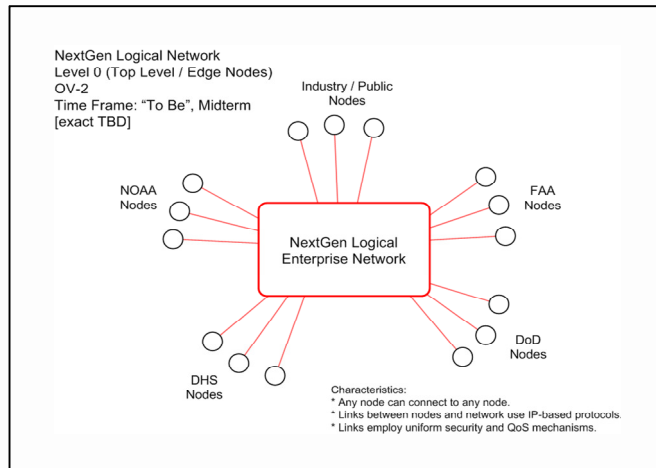 NextGen Logical Network
Level 0 (Top Level / Edge Nodes)
OV-2
Time Frame: “To Be”, Midterm
[exact TBD]
Industry / Public
Nodes
NOAA
Nodes
FAA
Nodes
NextGen Logical
Enterprise Network
DoD
Nodes
DHS
Nodes
Characteristics:
* Any node can connect to any node.
* Links between nodes and network use IP-based protocols.
* Links employ uniform security and QoS mechanisms.